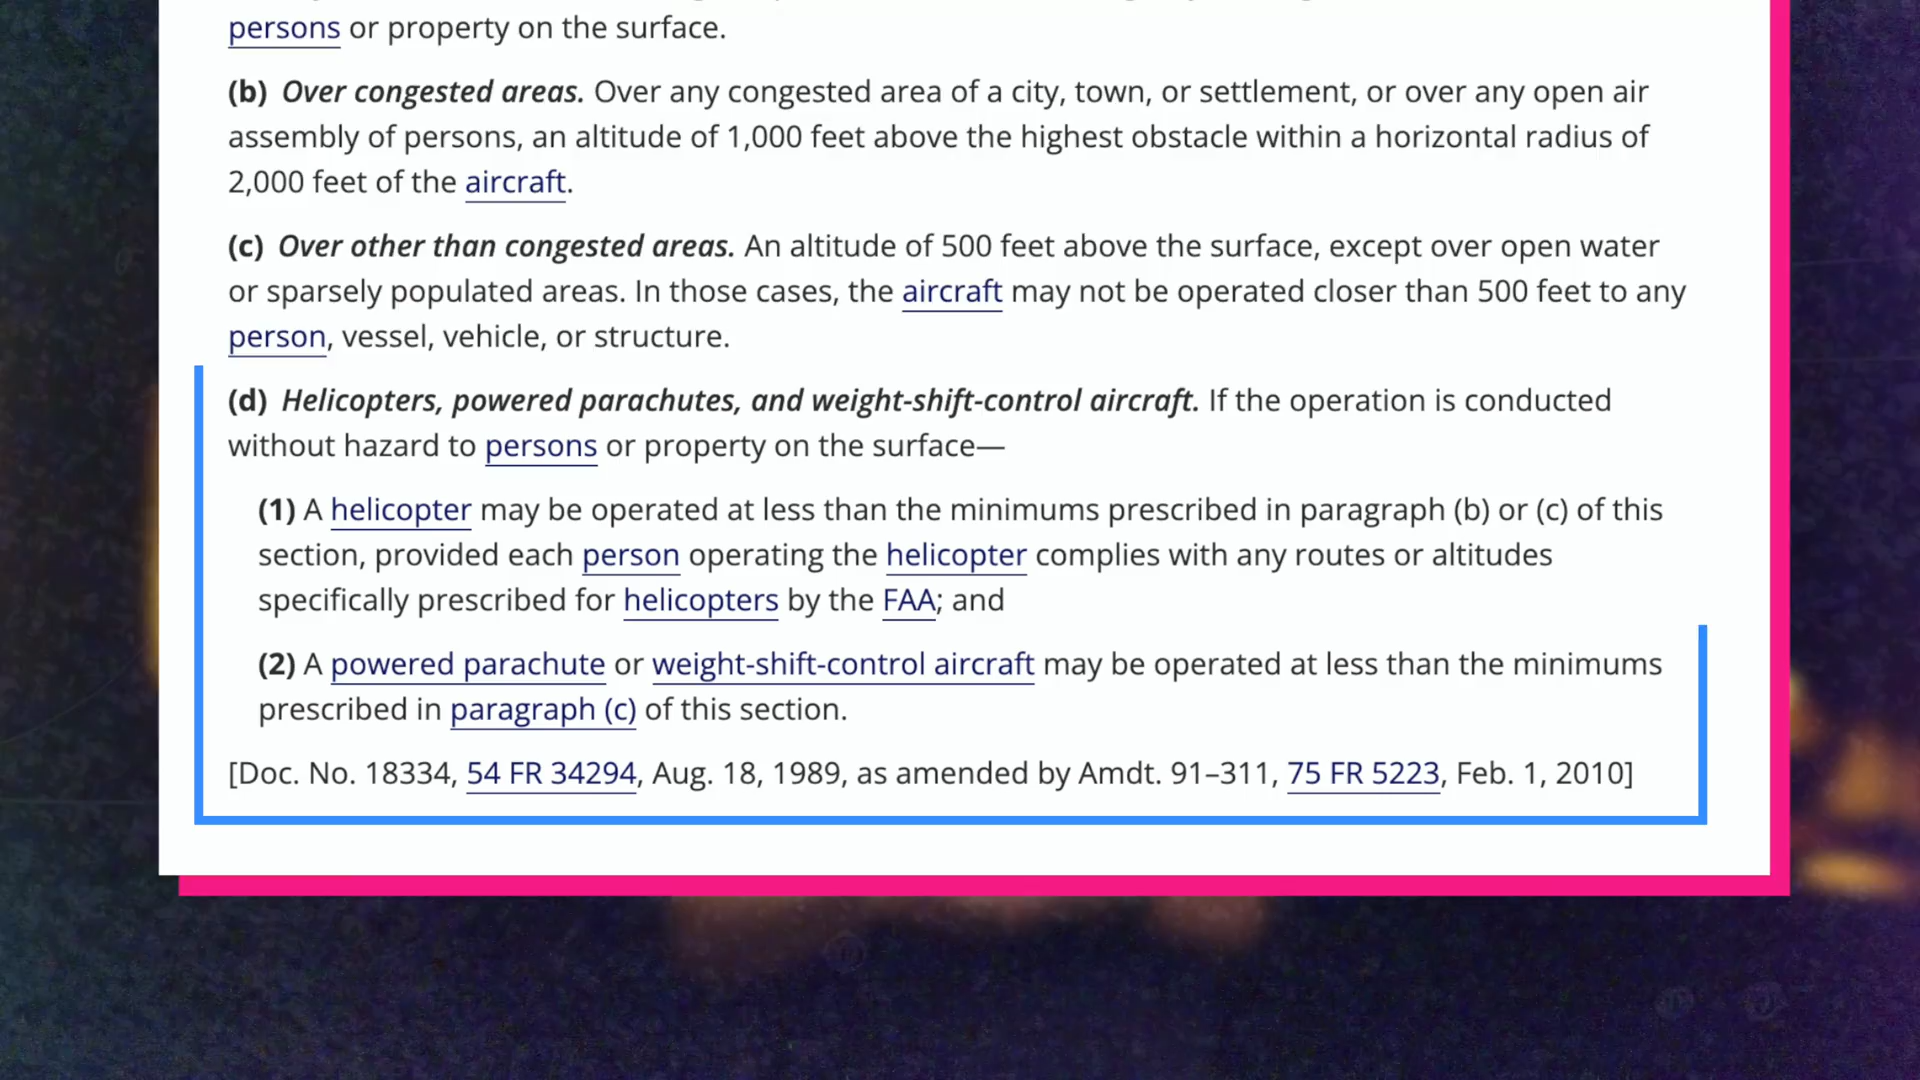 persons or property on the surface.
(b) Over congested areas. Over any congested area of a city, town, or settlement, or over any open air
assembly of persons, an altitude of 1,000 feet above the highest obstacle within a horizontal radius of
2,000 feet of the aircraft.
(c) Over other than congested areas. An altitude of 500 feet above the surface, except over open water
or sparsely populated areas. In those cases, the aircraft may not be operated closer than 500 feet to any
person, vessel, vehicle, or structure.
(d) Helicopters, powered parachutes, and weight-shift-control aircraft. If the operation is conducted
without hazard to persons or property on the surface—
(1) A helicopter may be operated at less than the minimums prescribed in paragraph (b) or (c) of this
section, provided each person operating the helicopter complies with any routes or altitudes
specifically prescribed for helicopters by the FAA; and
(2) A powered parachute or weight-shift-control aircraft may be operated at less than the minimums
prescribed in paragraph (c) of this section.
[Doc. No. 18334, 54 FR 34294, Aug. 18, 1989, as amended by Amdt. 91–311, 75 FR 5223, Feb. 1, 2010]